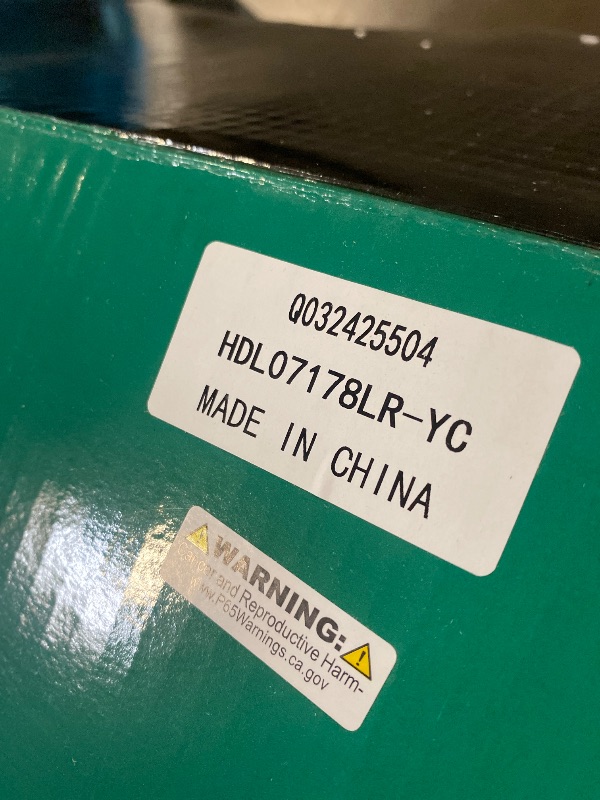 Q032425504
HDL07178LR-YC
MADE IN CHINA
WARNING:
Cancer and Reproductive Harm-
www.P65Warnings.ca.gov